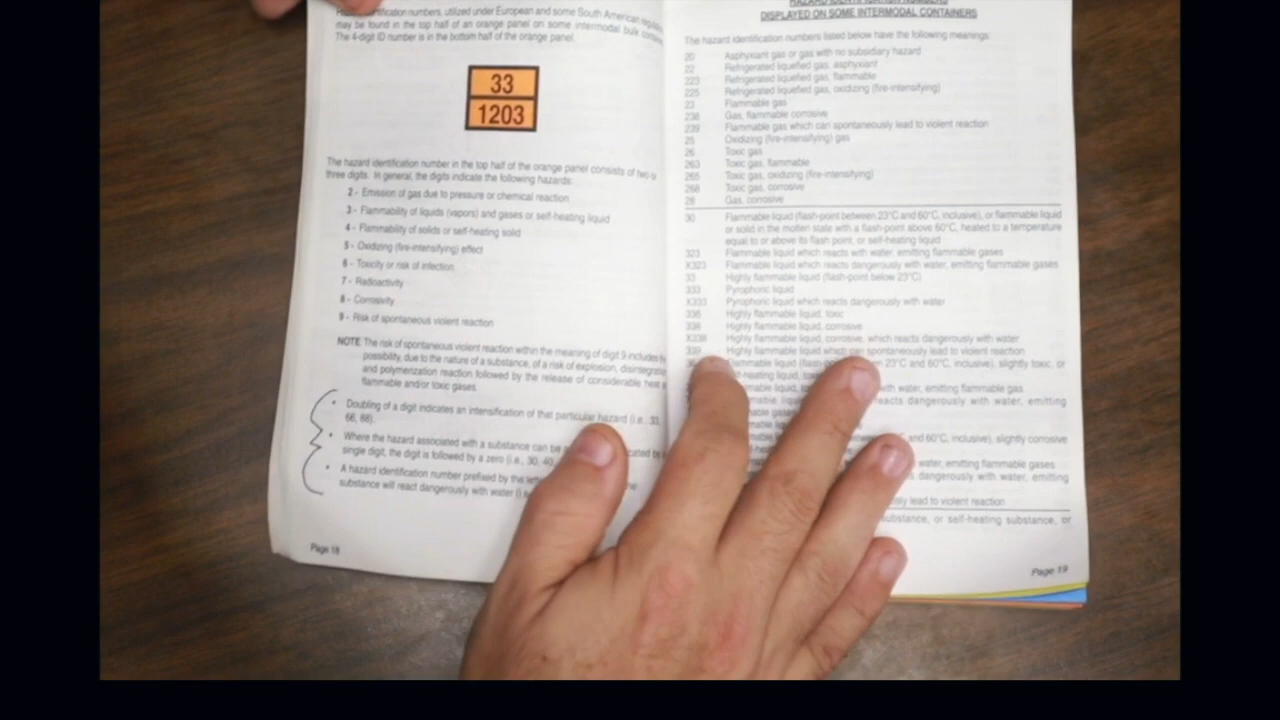 Hazard identification numbers, utilized under European and some South American
may be found in the top half of an orange panel on some intermodal bulk
The 4-digit ID number is in the bottom half of the orange panel.
33
1203
The hazard identification number in the top half of the orange panel consists of two
three digits. In general, the digits indicate the following hazards:
2 - Emission of gas due to pressure or chemical reaction
3 - Flammability of liquids (vapors) and gases or self-heating liquid
4 - Flammability of solids or self-heating solid
5 - Oxidizing (fire-intensifying) effect
6 - Toxicity or risk of infection
7 - Radioactivity
8 - Corrosivity
9 - Risk of spontaneous violent reaction
NOTE The risk of spontaneous violent reaction within the meaning of digit 9 includes
possibility, due to the nature of a substance, of a risk of explosion,
and polymerization reaction followed by the release of considerable heat
flammable and/or toxic gases.
• Doubling of a digit indicates an intensification of that particular hazard (i.e., 33,
66, 88).
• Where the hazard associated with a substance can be
single digit, the digit is followed by a zero (i.e., 30, 40
• A hazard identification number prefixed by the
substance will react dangerously with water
Page 18
HAZARD IDENTIFICATION NUMBERS
DISPLAYED ON SOME INTERMODAL CONTAINERS
The hazard identification numbers listed below have the following meanings:
20 Asphyxiant gas or gas with no subsidiary hazard
22 Refrigerated liquefied gas, asphyxiant
223 Refrigerated liquefied gas, flammable
225 Refrigerated liquefied gas, oxidizing (fire-intensifying)
23 Flammable gas
238 Gas, flammable corrosive
239 Flammable gas which can spontaneously lead to violent reaction
25 Oxidizing (fire-intensifying) gas
26 Toxic gas
263 Toxic gas, flammable
265 Toxic gas, oxidizing (fire-intensifying)
268 Toxic gas, corrosive
28 Gas, corrosive
30 Flammable liquid (flash-point between 23°C and 60°C, inclusive), or flammable liquid
or solid in the molten state with a flash-point above 60°C, heated to a temperature
equal to or above its flash point, or self-heating liquid
323 Flammable liquid which reacts with water, emitting flammable gases
X323 Flammable liquid which reacts dangerously with water, emitting flammable gases
33 Highly flammable liquid (flash-point below 23°C)
333 Pyrophoric liquid
X333 Pyrophoric liquid which reacts dangerously with water
336 Highly flammable liquid, toxic
338 Highly flammable liquid, corrosive
X338 Highly flammable liquid, corrosive, which reacts dangerously with water
339 Highly flammable liquid which can spontaneously lead to violent reaction
23°C and 60°C, inclusive), slightly toxic, or
with water, emitting flammable gas
reacts dangerously with water, emitting
and 60°C, inclusive), slightly corrosive
water, emitting flammable gases
dangerously with water, emitting
lead to violent reaction
substance, or self-heating substance, or
Page 19